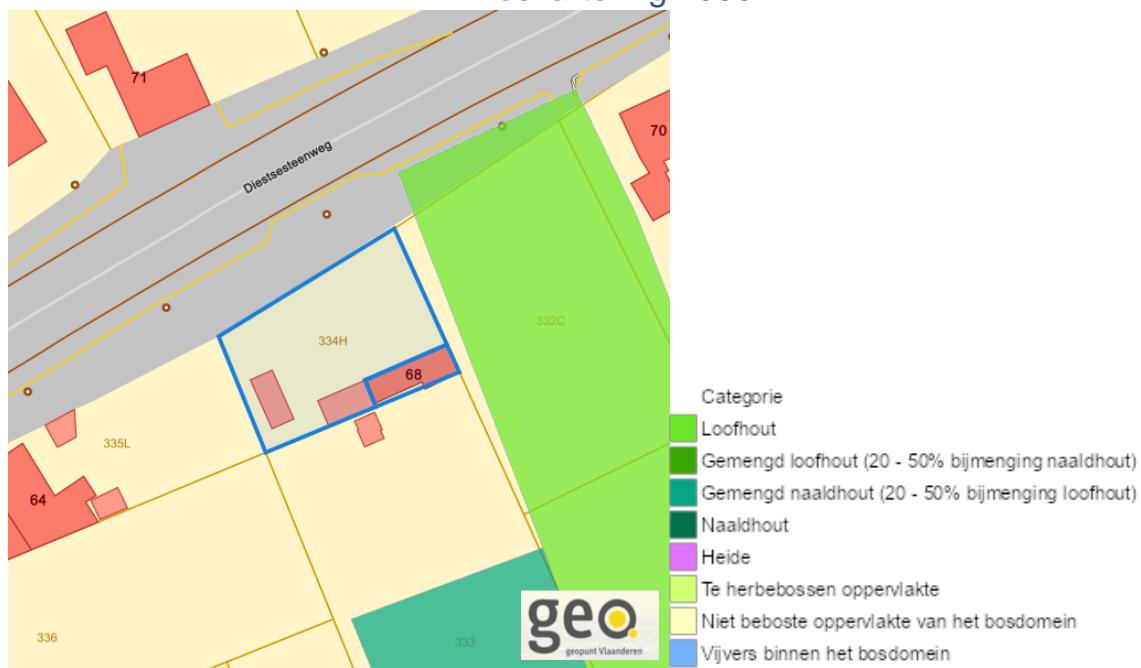 71
70
Diestsesteenweg
332C
334H
68
335L
64
336
333
geo.
geopunt Vlaanderen
Categorie
Loofhout
Gemengd loofhout (20 - 50% bijmenging naaldhout)
Gemengd naaldhout (20 - 50% bijmenging loofhout)
Naaldhout
Heide
Te herbebossen oppervlakte
Niet beboste oppervlakte van het bosdomein
Vijvers binnen het bosdomein